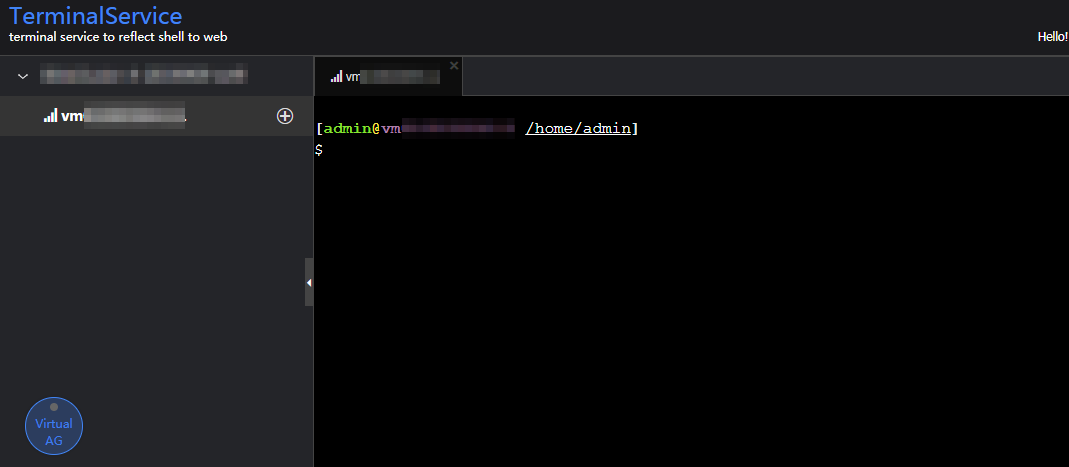 TerminalService
terminal service to reflect shell to web
Hello!
vm
vm
[admin@vm /home/admin]
$
Virtual
AG